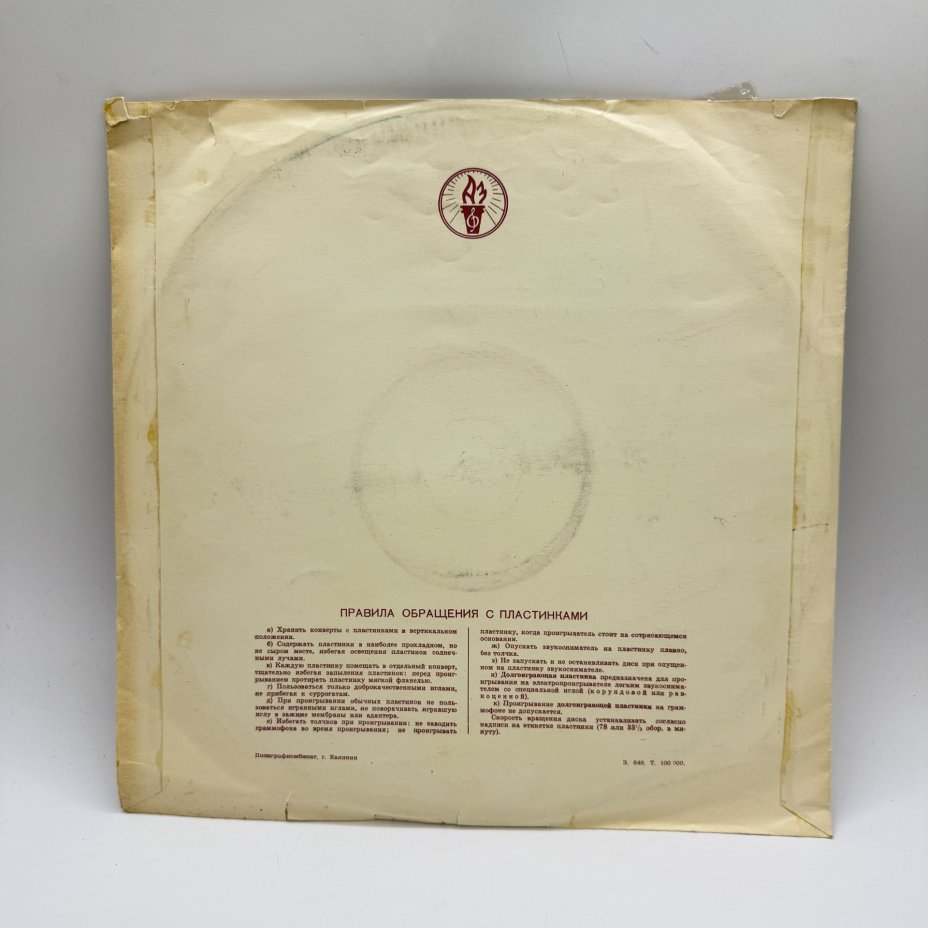 АЗ
ПРАВИЛА ОБРАЩЕНИЯ С ПЛАСТИНКАМИ
а) Хранить конверты с пластинками в вертикальном
положении.
б) Содержать пластинки в наиболее прохладном, но
не сыром месте, избегая освещения пластинок солнеч-
ными лучами.
в) Каждую пластинку помещать в отдельный конверт,
тщательно избегая запыления пластинок: перед проиг-
рыванием протирать пластинку мягкой фланелью.
г) Пользоваться только доброкачественными иглами,
не прибегая к суррогатам.
д) При проигрывании обычных пластинок не поль-
зоваться игранными иглами, не поворачивать игравшую
иглу в зажиме мембраны или адаптера.
е) Избегать толчков при проигрывании; не заводить
граммофона во время проигрывания; не проигрывать
пластинку, когда проигрыватель стоит на сотрясающемся
основании.
ж) Опускать звукосниматель на пластинку плавно,
без толчка.
з) Не запускать и не останавливать диск при опущен-
ном на пластинку звукоснимателе.
и) Долгоиграющая пластинка предназначена для про-
игрывания на электропроигрывателе легким звукоснима-
телем со специальной иглой (корундовой или рав-
ноценной).
к) Проигрывание долгоиграющей пластинки на грам-
мофоне не допускается.
Скорость вращения диска устанавливать согласно
надписи на этикетке пластинки (78 или 33¹/₃ обор. в ми-
нуту).
Полиграфкомбинат, г. Калинин
З. 649. Т. 100 000.